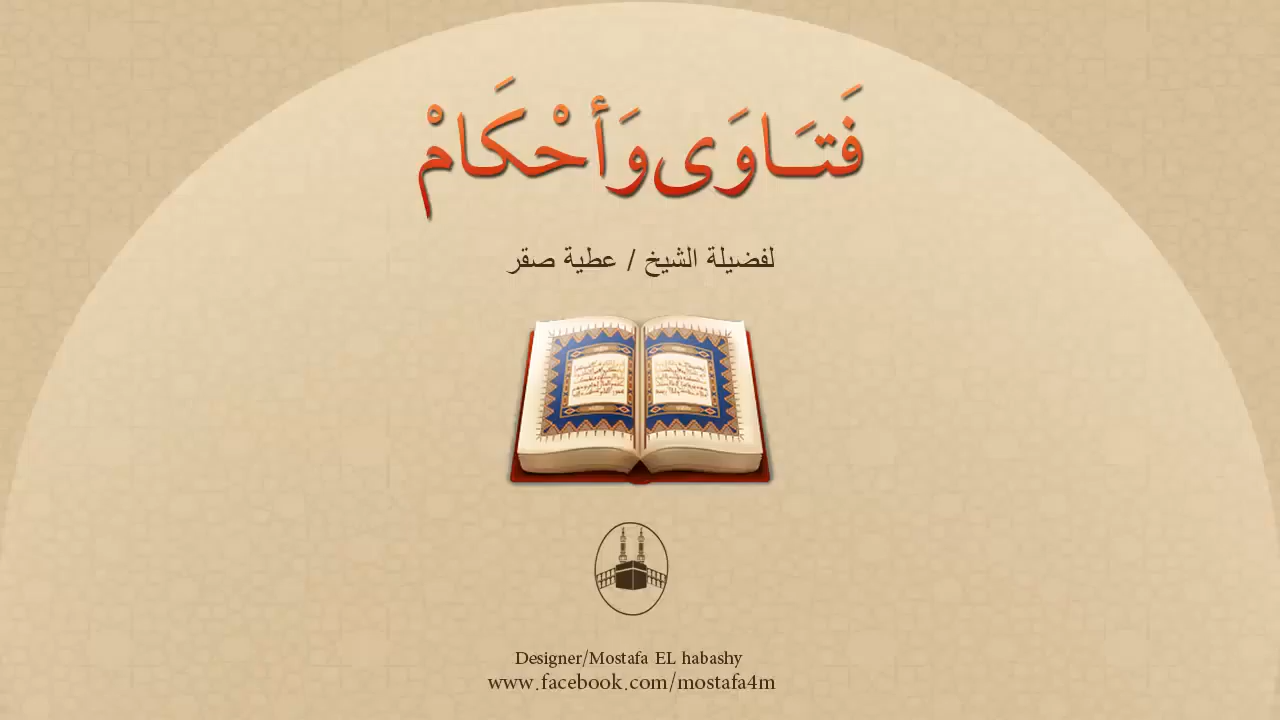 فَتَاوَى وَأَحْكَامْ
لفضيلة الشيخ / عطية صقر
Designer/Mostafa EL habashy
www.facebook.com/mostafa4m